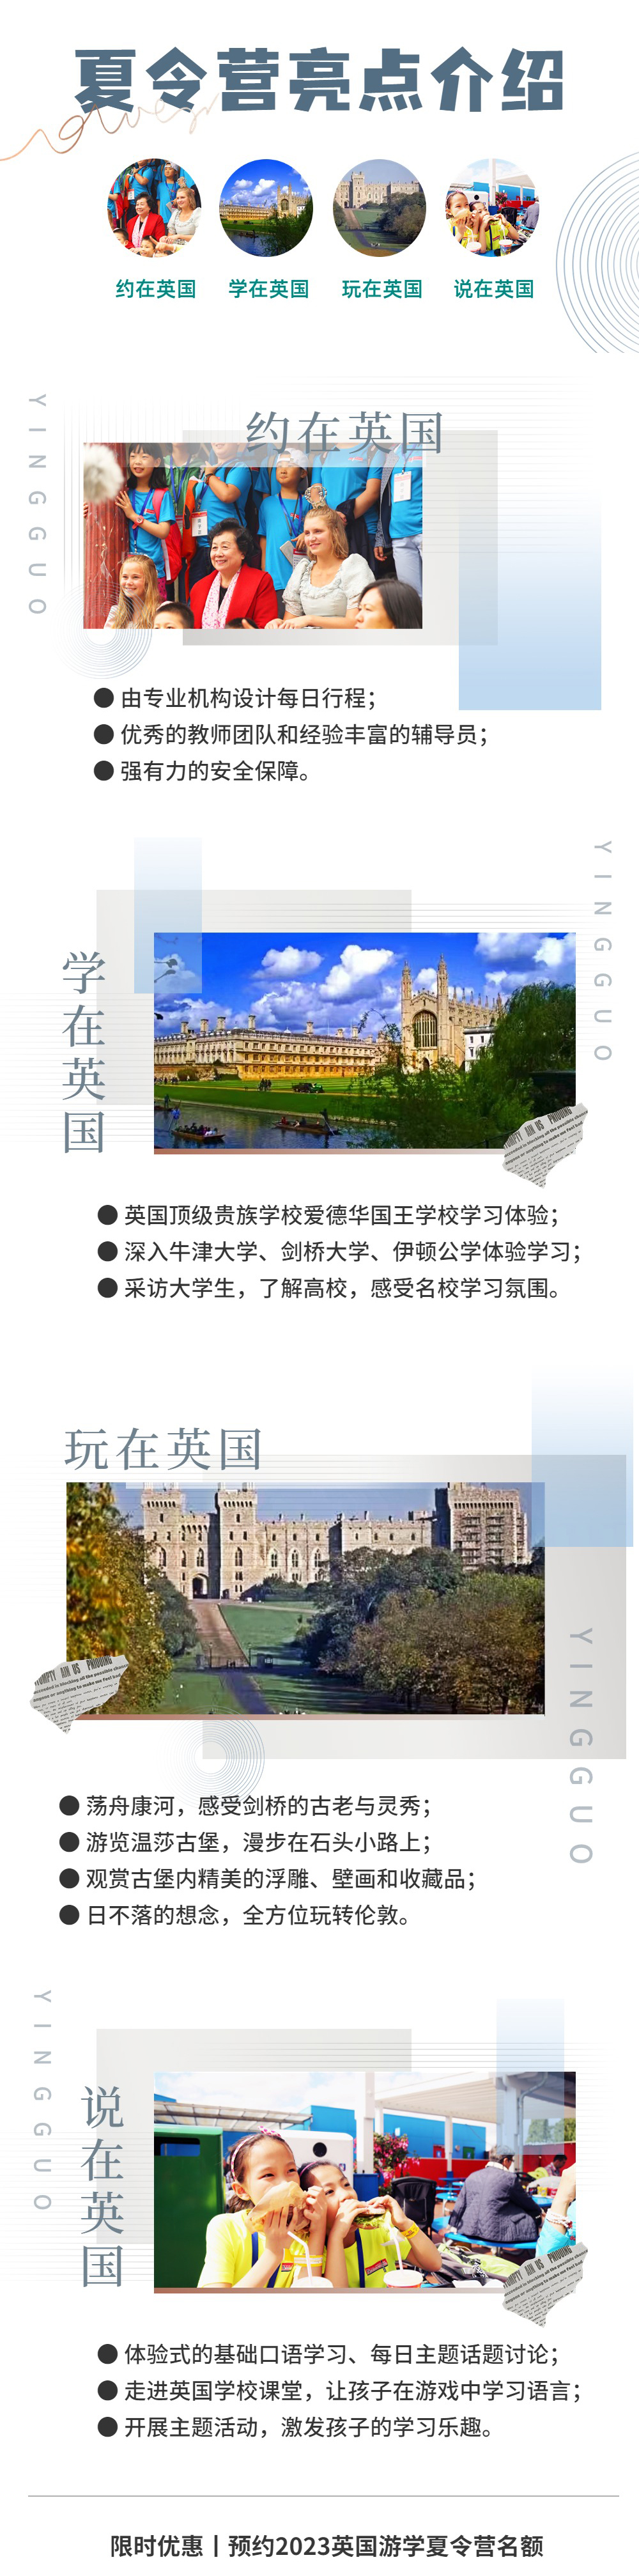 夏令营亮点介绍
约在英国
学在英国
玩在英国
说在英国
YINGGUO
约在英国
● 由专业机构设计每日行程；
● 优秀的教师团队和经验丰富的辅导员；
● 强有力的安全保障。
YINGGUO
学在英国
● 英国顶级贵族学校爱德华国王学校学习体验；
● 深入牛津大学、剑桥大学、伊顿公学体验学习；
● 采访大学生，了解高校，感受名校学习氛围。
玩在英国
YINGGUO
● 荡舟康河，感受剑桥的古老与灵秀；
● 游览温莎古堡，漫步在石头小路上；
● 观赏古堡内精美的浮雕、壁画和收藏品；
● 日不落的想念，全方位玩转伦敦。
YINGGUO
说在英国
● 体验式的基础口语学习、每日主题话题讨论；
● 走进英国学校课堂，让孩子在游戏中学习语言；
● 开展主题活动，激发孩子的学习乐趣。
限时优惠丨预约2023英国游学夏令营名额